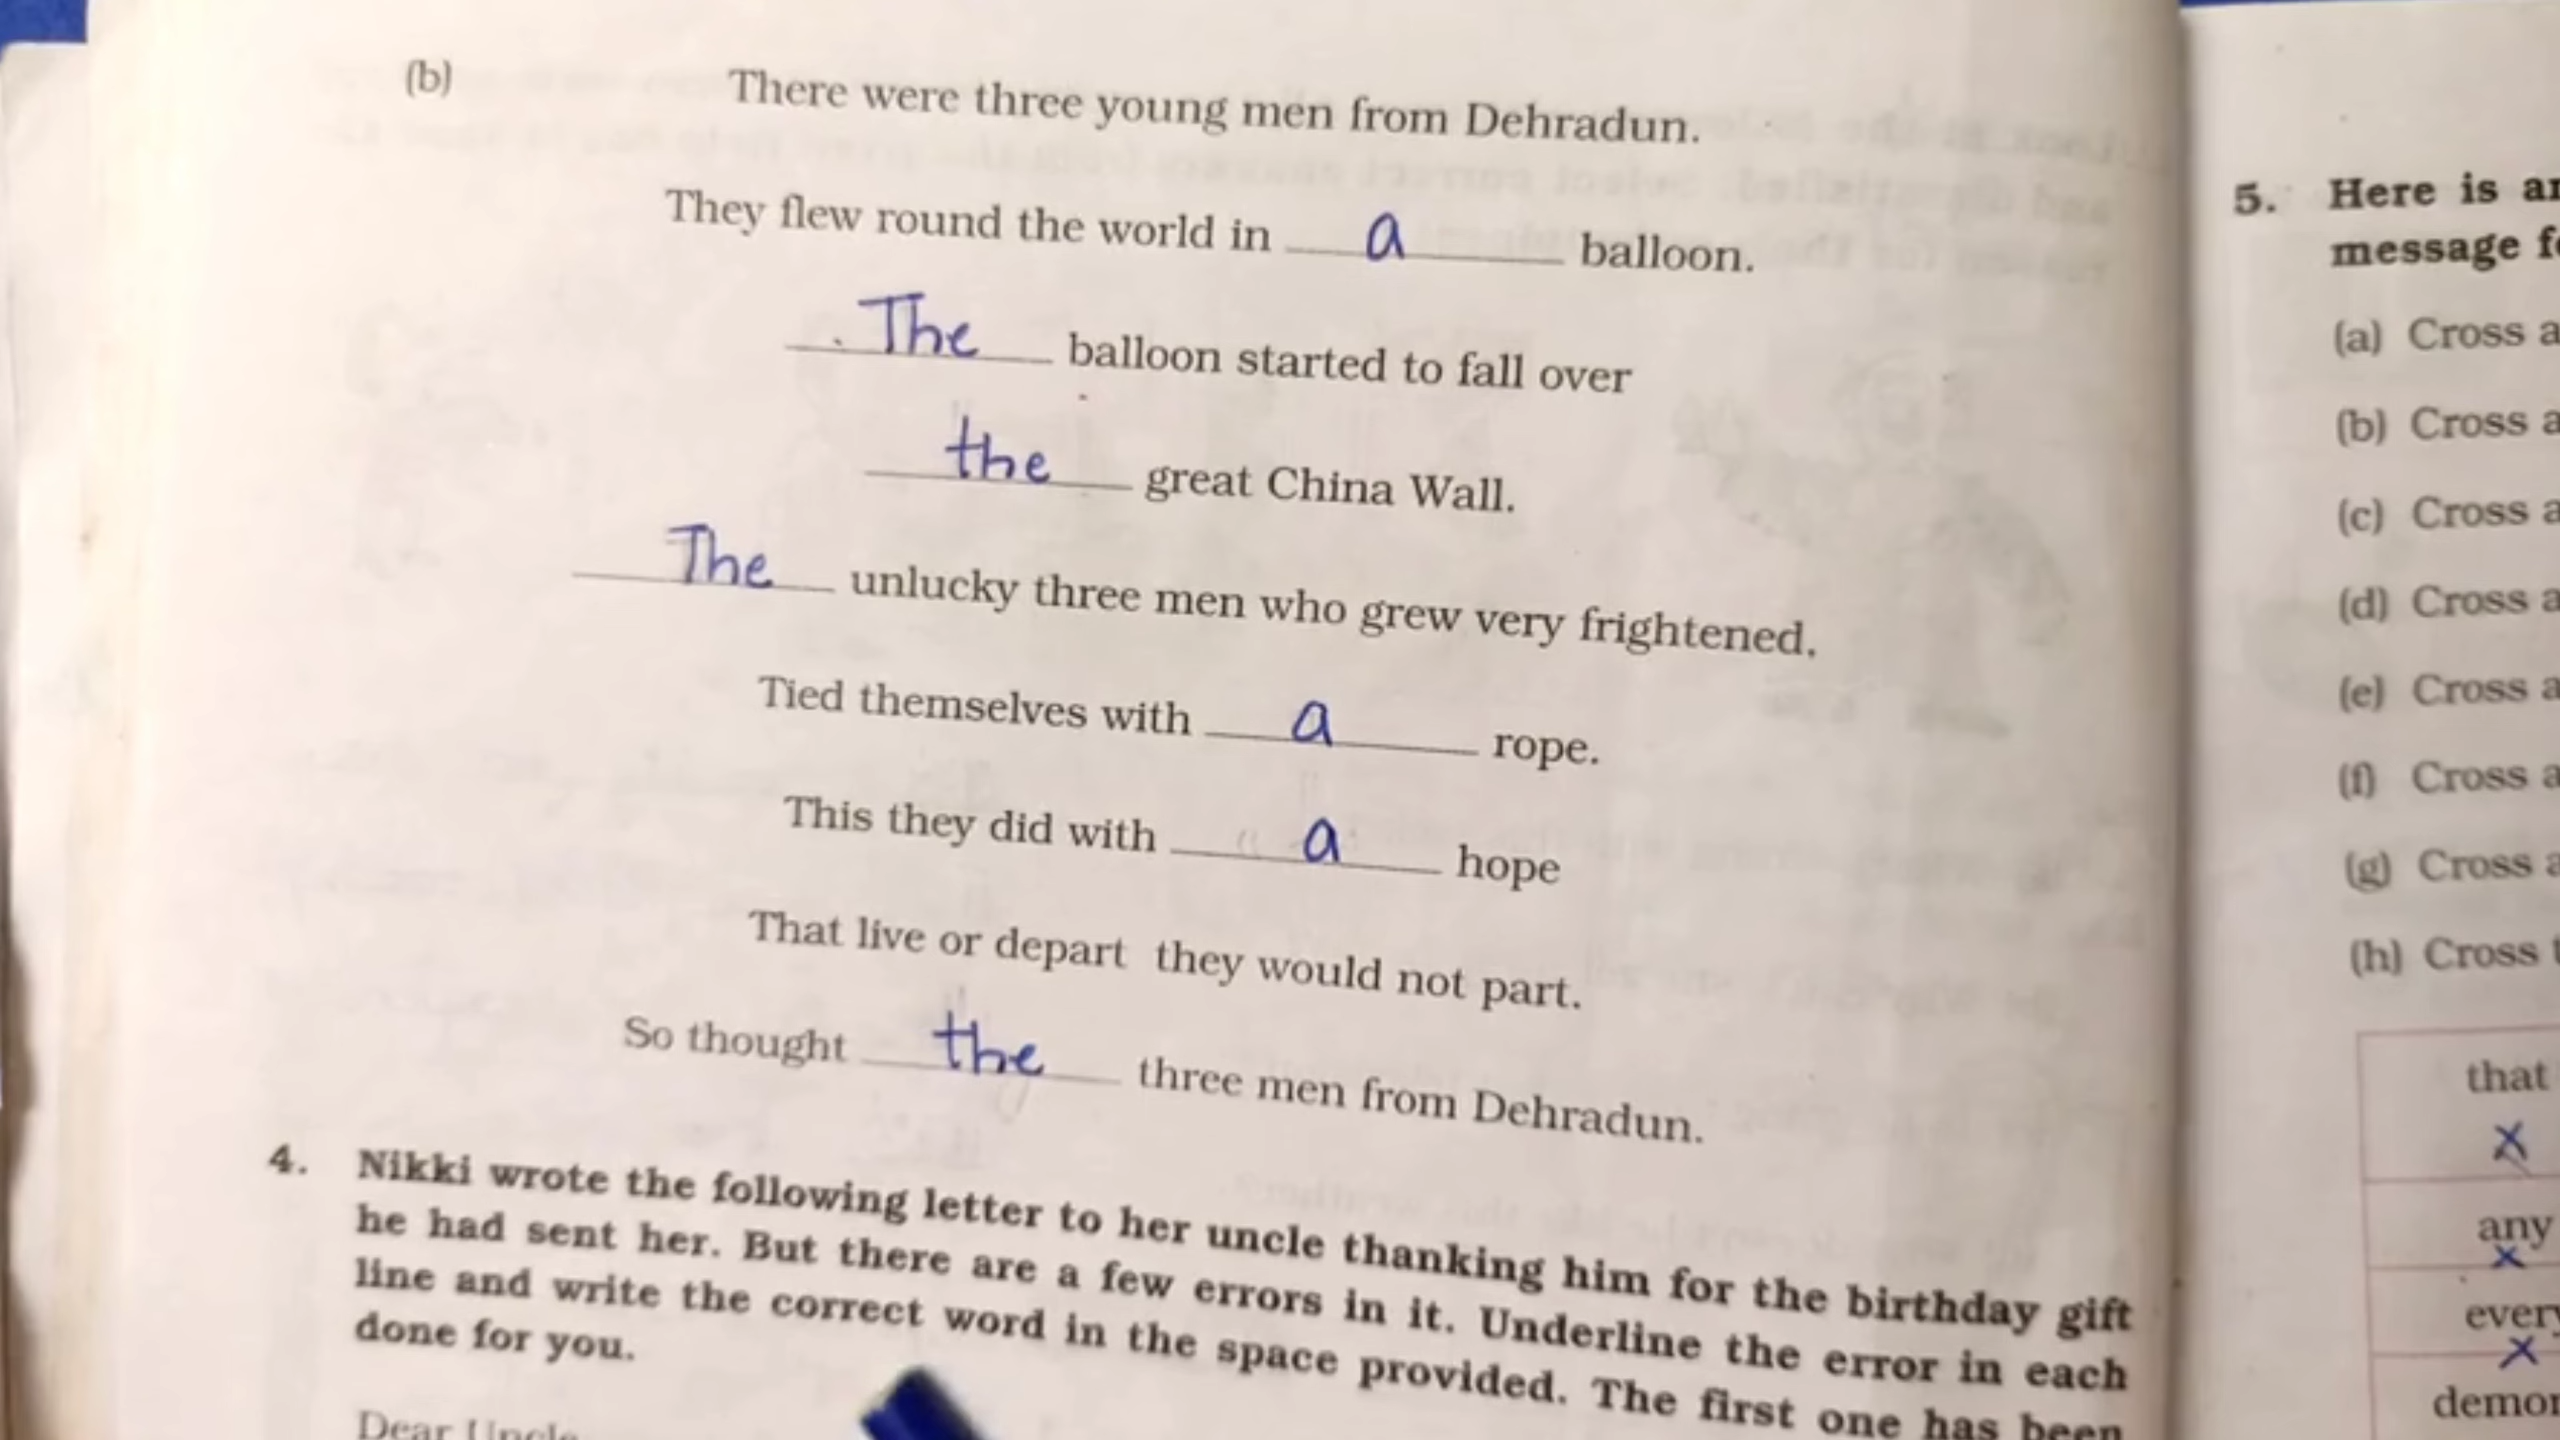 (b) There were three young men from Dehradun.
They flew round the world in a balloon.
The balloon started to fall over
the great China Wall.
The unlucky three men who grew very frightened.
Tied themselves with a rope.
This they did with a hope
That live or depart they would not part.
So thought the three men from Dehradun.
4. Nikki wrote the following letter to her uncle thanking him for the birthday gift
he had sent her. But there are a few errors in it. Underline the error in each
line and write the correct word in the space provided. The first one has been
done for you.
Dear Uncle
5. Here is
message
(a) Cross
(b) Cross
(c) Cross
(d) Cross
(e) Cross
(f) Cross
(g) Cross
(h) Cross
that
X
any
X
every
X